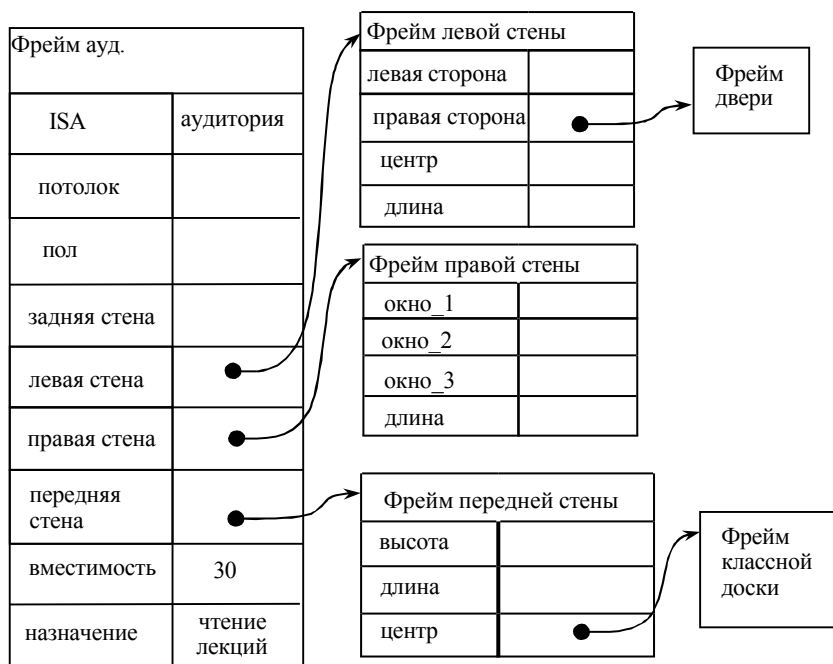 Фрейм ауд.
ISA аудитория
потолок
пол
задняя стена
левая стена
правая стена
передняя
стена
вместимость 30
назначение чтение
лекций
Фрейм левой стены
левая сторона
правая сторона
центр
длина
Фрейм
двери
Фрейм правой стены
окно_1
окно_2
окно_3
длина
Фрейм передней стены
высота
длина
центр
Фрейм
классной
доски